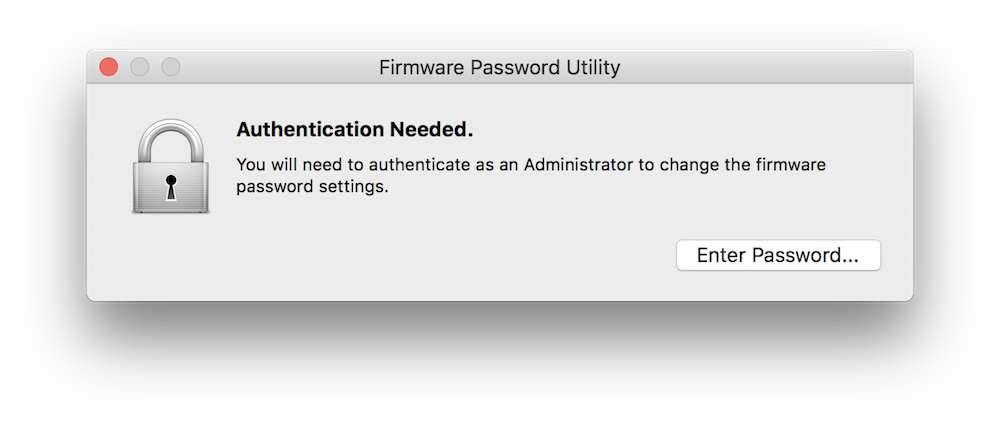 Firmware Password Utility
Authentication Needed.
You will need to authenticate as an Administrator to change the firmware
password settings.
Enter Password...